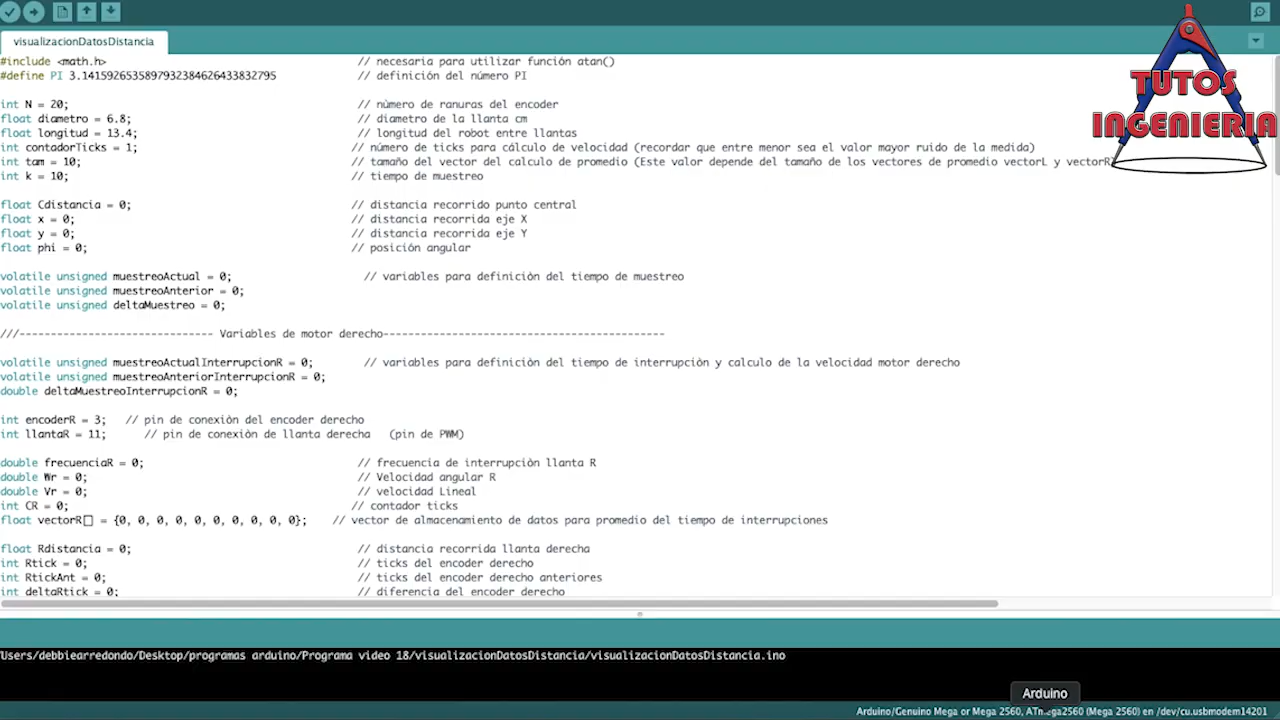 visualizacionDatosDistancia
#include <math.h> // necesaria para utilizar función atan()
#define PI 3.1415926535897932384626433832795 // definición del número PI
int N = 20; // número de ranuras del encoder
float diametro = 6.8; // diametro de la llanta cm
float longitud = 13.4; // longitud del robot entre llantas
int contadorTicks = 1; // número de ticks para cálculo de velocidad (recordar que entre menor sea el valor mayor ruido de la medida)
int tam = 10; // tamaño del vector del calculo de promedio (Este valor depende del tamaño de los vectores de promedio vectorL y vectorR
int k = 10; // tiempo de muestreo
float Cdistancia = 0; // distancia recorrido punto central
float x = 0; // distancia recorrida eje X
float y = 0; // distancia recorrida eje Y
float phi = 0; // posición angular
volatile unsigned muestreoActual = 0; // variables para definiciòn del tiempo de muestreo
volatile unsigned muestreoAnterior = 0;
volatile unsigned deltaMuestreo = 0;
///------------------------------- Variables de motor derecho---------------------------------------------
volatile unsigned muestreoActualInterrupcionR = 0; // variables para definiciòn del tiempo de interrupciòn y calculo de la velocidad motor derecho
volatile unsigned muestreoAnteriorInterrupcionR = 0;
double deltaMuestreoInterrupcionR = 0;
int encoderR = 3; // pin de conexiòn del encoder derecho
int llantaR = 11; // pin de conexiòn de llanta derecha (pin de PWM)
double frecuenciaR = 0; // frecuencia de interrupciòn llanta R
double Wr = 0; // Velocidad angular R
double Vr = 0; // velocidad Lineal
int CR = 0; // contador ticks
float vectorR[] = {0, 0, 0, 0, 0, 0, 0, 0, 0, 0}; // vector de almacenamiento de datos para promedio del tiempo de interrupciones
float Rdistancia = 0; // distancia recorrida llanta derecha
int Rtick = 0; // ticks del encoder derecho
int RtickAnt = 0; // ticks del encoder derecho anteriores
int deltaRtick = 0; // diferencia del encoder derecho
TUTOS
INGENIERIA
Users/debbiearredondo/Desktop/programas arduino/Programa video 18/visualizacionDatosDistancia/visualizacionDatosDistancia.ino
Arduino
Arduino/Genuino Mega or Mega 2560, ATmega2560 (Mega 2560) en /dev/cu.usbmodem14201